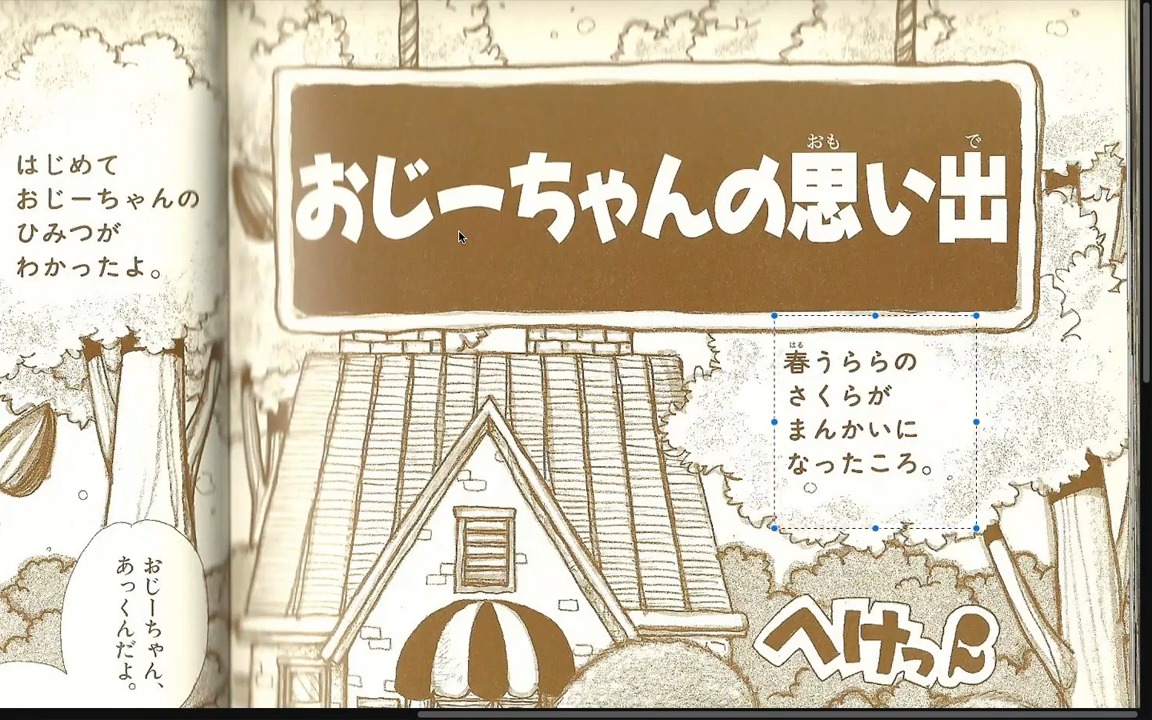 はじめて
おじーちゃんの
ひみつが
わかったよ。
おじーちゃん、
あっくんだよ。
おじーちゃんの思い出
おも
で
はる
春うららの
さくらが
まんかいに
なったころ。
へけっん